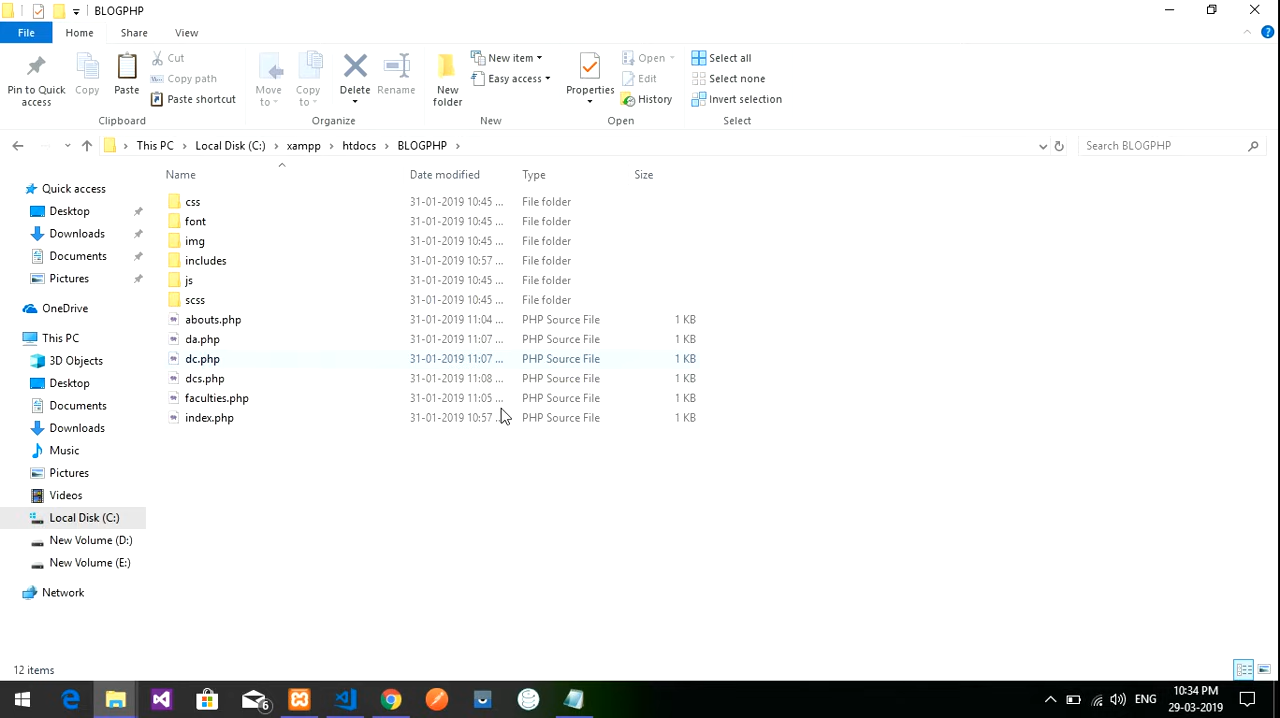 BLOGPHP
File
Home
Share
View
Pin to Quick access
Copy
Paste
Cut
Copy path
Paste shortcut
Clipboard
Move to
Copy to
Delete
Rename
Organize
New folder
New item
Easy access
New
Properties
Open
Edit
History
Open
Select all
Select none
Invert selection
Select
This PC > Local Disk (C:) > xampp > htdocs > BLOGPHP >
Search BLOGPHP
Quick access
Desktop
Downloads
Documents
Pictures
OneDrive
This PC
3D Objects
Desktop
Documents
Downloads
Music
Pictures
Videos
Local Disk (C:)
New Volume (D:)
New Volume (E:)
Network
Name Date modified Type Size
css 31-01-2019 10:45 ... File folder
font 31-01-2019 10:45 ... File folder
img 31-01-2019 10:45 ... File folder
includes 31-01-2019 10:57 ... File folder
js 31-01-2019 10:45 ... File folder
scss 31-01-2019 10:45 ... File folder
abouts.php 31-01-2019 11:04 ... PHP Source File 1 KB
da.php 31-01-2019 11:07 ... PHP Source File 1 KB
dc.php 31-01-2019 11:07 ... PHP Source File 1 KB
dcs.php 31-01-2019 11:08 ... PHP Source File 1 KB
faculties.php 31-01-2019 11:05 ... PHP Source File 1 KB
index.php 31-01-2019 10:57 ... PHP Source File 1 KB
12 items
6
ENG
10:34 PM
29-03-2019